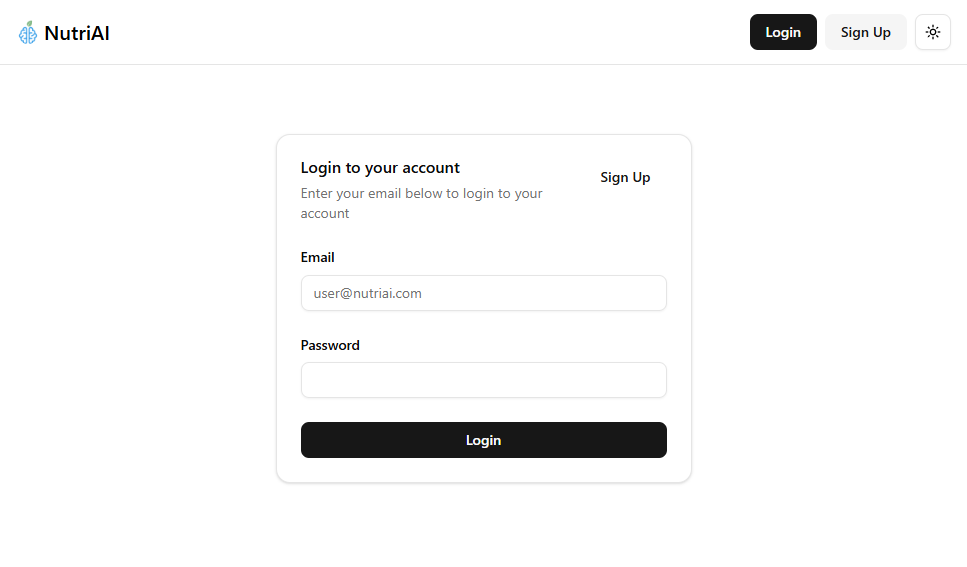 NutriAI
Login
Sign Up
Login to your account
Sign Up
Enter your email below to login to your
account
Email
user@nutriai.com
Password
Login